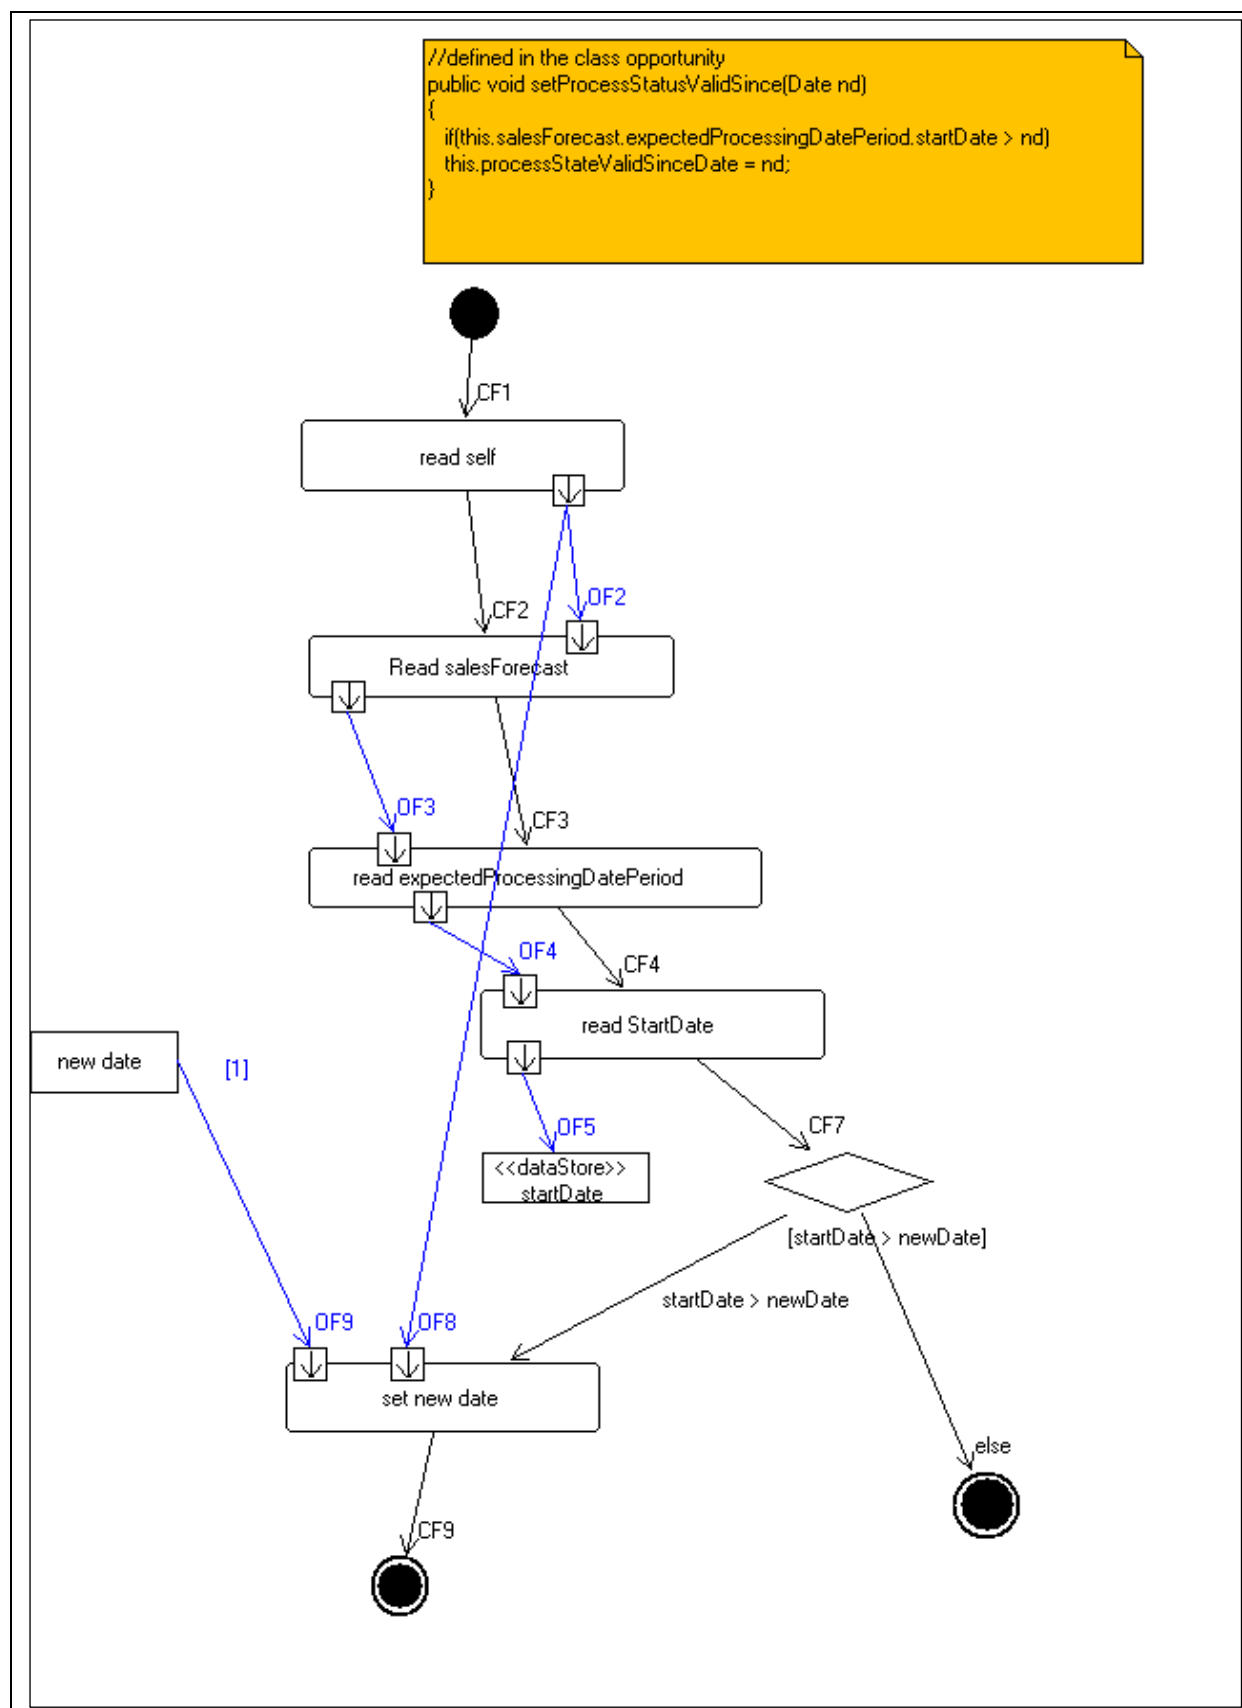 //defined in the class opportunity
public void setProcessStatusValidSince(Date nd)
{
if(this.salesForecast.expectedProcessingDatePeriod.startDate > nd)
this.processStateValidSinceDate = nd;
}
CF1
read self
CF2
OF2
Read salesForecast
OF3
CF3
read expectedProcessingDatePeriod
OF4
CF4
read StartDate
new date
[1]
OF5
CF7
<<dataStore>>
startDate
[startDate > newDate]
startDate > newDate
OF9
OF8
set new date
else
CF9